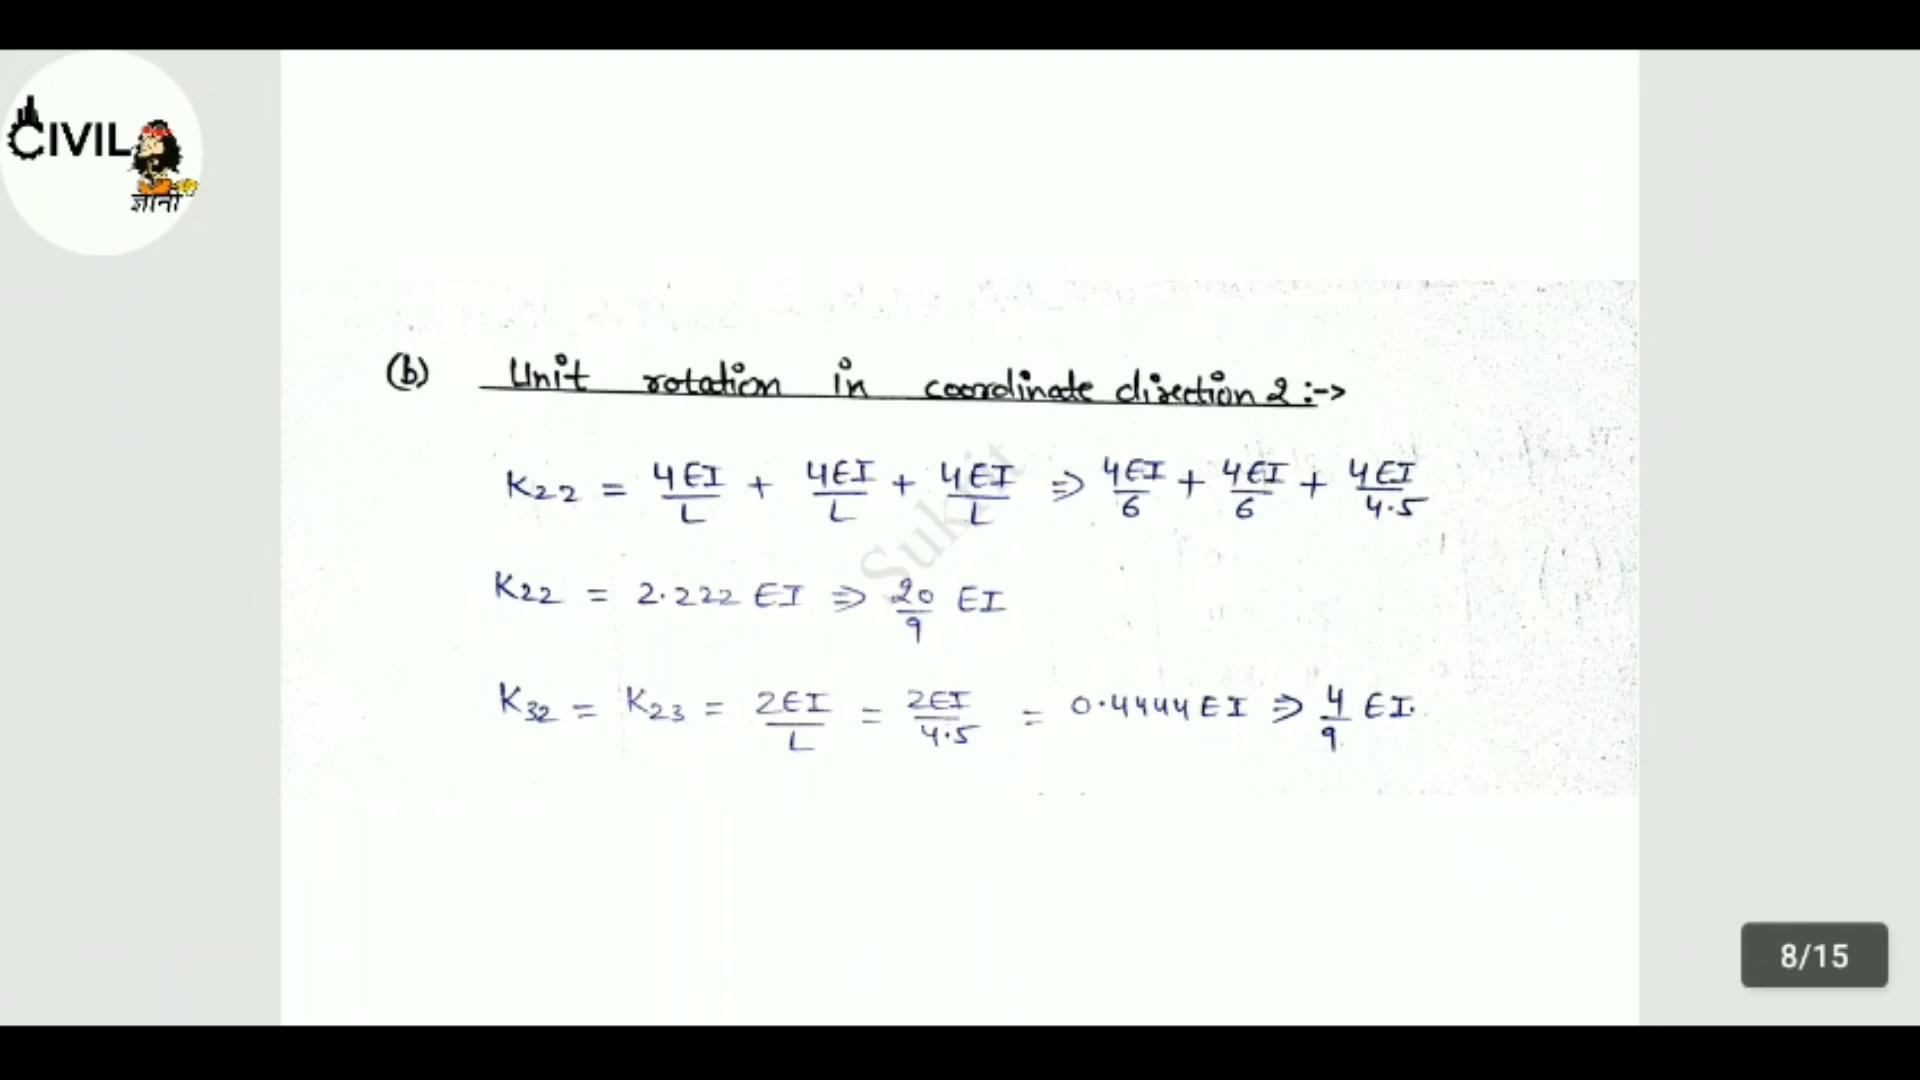 CIVIL
ज्ञानी
(b) Unit rotation in coordinate direction 2 :->
K22 = 4EI/L + 4EI/L + 4EI/L ⇒ 4EI/6 + 4EI/6 + 4EI/4.5
K22 = 2.222 EI ⇒ 20/9 EI
K32 = K23 = 2EI/L = 2EI/4.5 = 0.4444 EI ⇒ 4/9 EI.
8/15